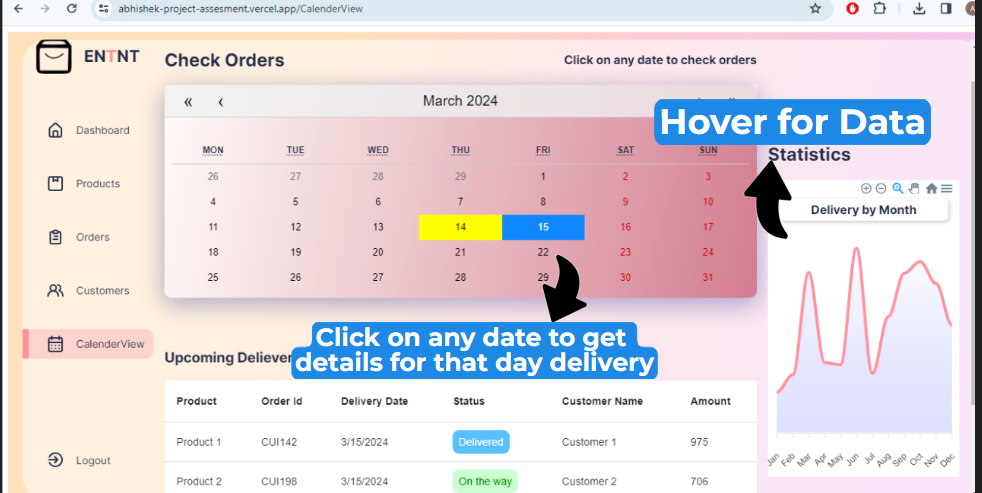 abhishek-project-assesment.vercel.app/CalenderView
ENTNT
Check Orders
Click on any date to check orders
« ‹ March 2024
Hover for Data
Statistics
Dashboard
Products
Orders
Customers
CalenderView
Logout
MON TUE WED THU FRI SAT SUN
26 27 28 29 1 2 3
4 5 6 7 8 9 10
11 12 13 14 15 16 17
18 19 20 21 22 23 24
25 26 27 28 29 30 31
Delivery by Month
Jan Feb Mar Apr May Jun Jul Aug Sep Oct Nov Dec
Click on any date to get
details for that day delivery
Upcoming
Product Order Id Delivery Date Status Customer Name Amount
Product 1 CUI142 3/15/2024 Delivered Customer 1 975
Product 2 CUI198 3/15/2024 On the way Customer 2 706